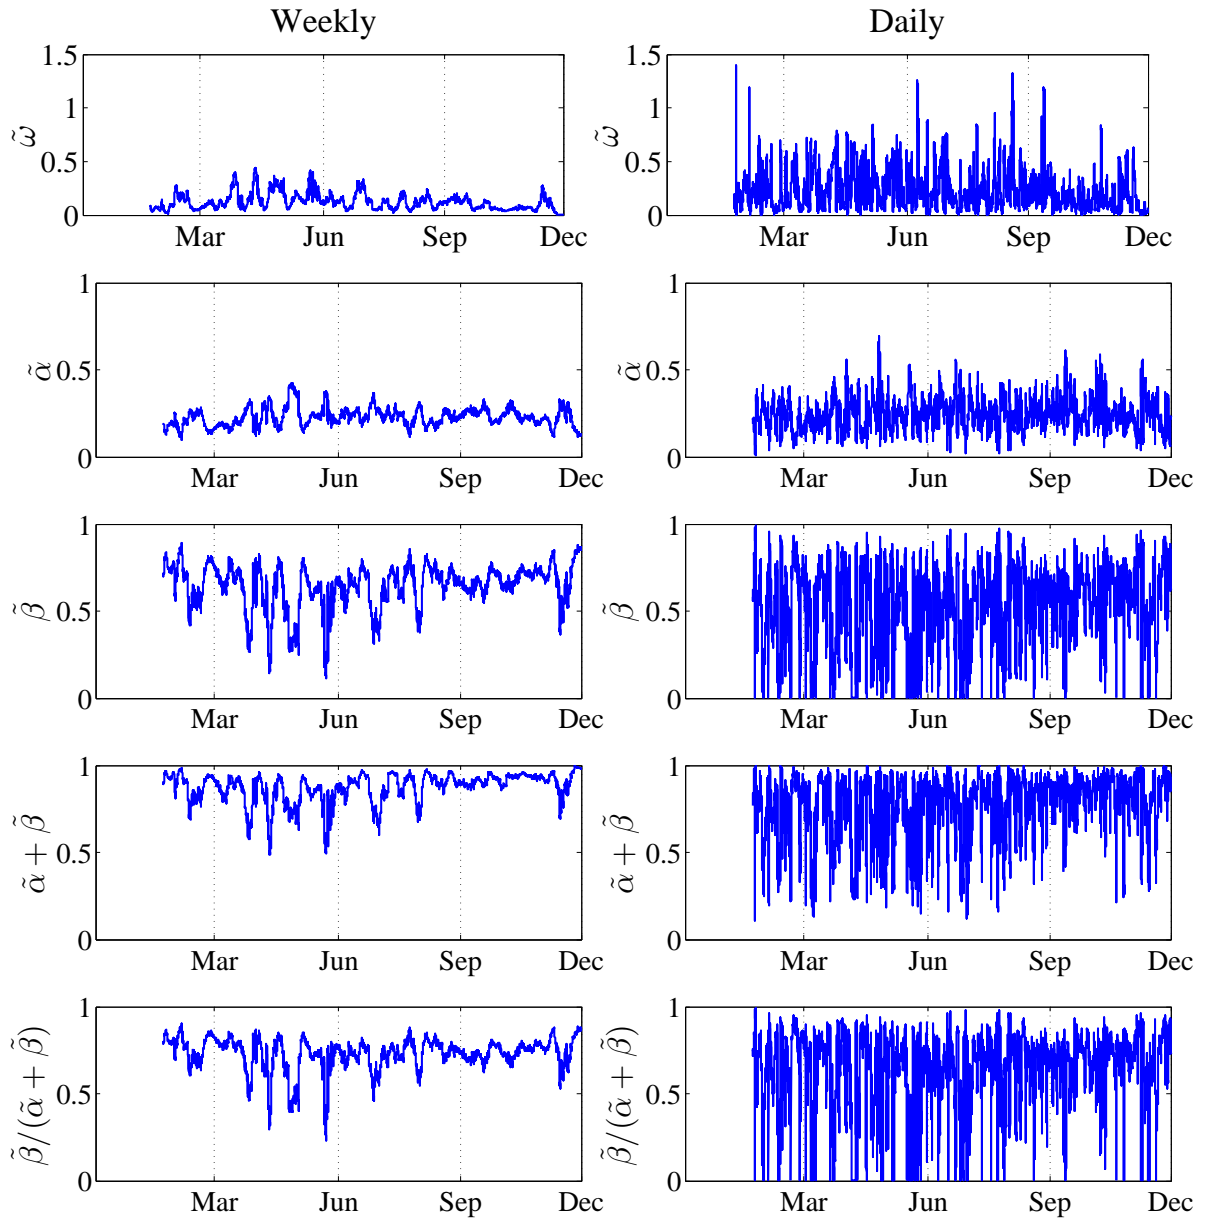 Weekly Daily
1.5 1.5
1 1
ω̃ ω̃
0.5 0.5
0 0
Mar Jun Sep Dec Mar Jun Sep Dec
1 1
α̃ 0.5 α̃ 0.5
0 0
Mar Jun Sep Dec Mar Jun Sep Dec
1 1
β̃ 0.5 β̃ 0.5
0 0
Mar Jun Sep Dec Mar Jun Sep Dec
1 1
α̃ + β̃ 0.5 α̃ + β̃ 0.5
0 0
Mar Jun Sep Dec Mar Jun Sep Dec
1 1
β̃/(α̃ + β̃) 0.5 β̃/(α̃ + β̃) 0.5
0 0
Mar Jun Sep Dec Mar Jun Sep Dec